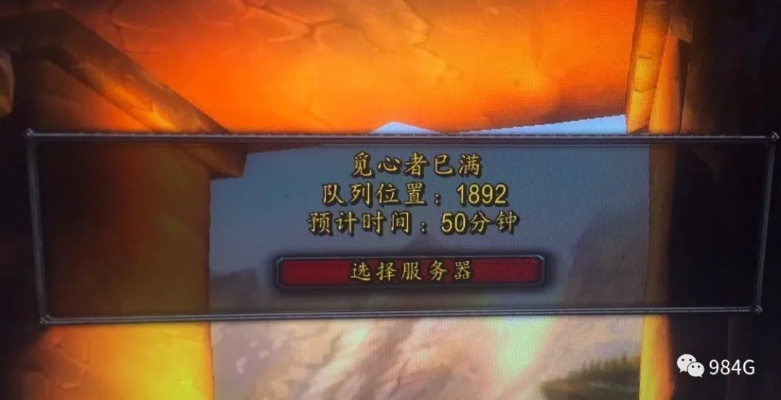 觅心者已满
队列位置：1892
预计时间：50分钟
选择服务器
984G